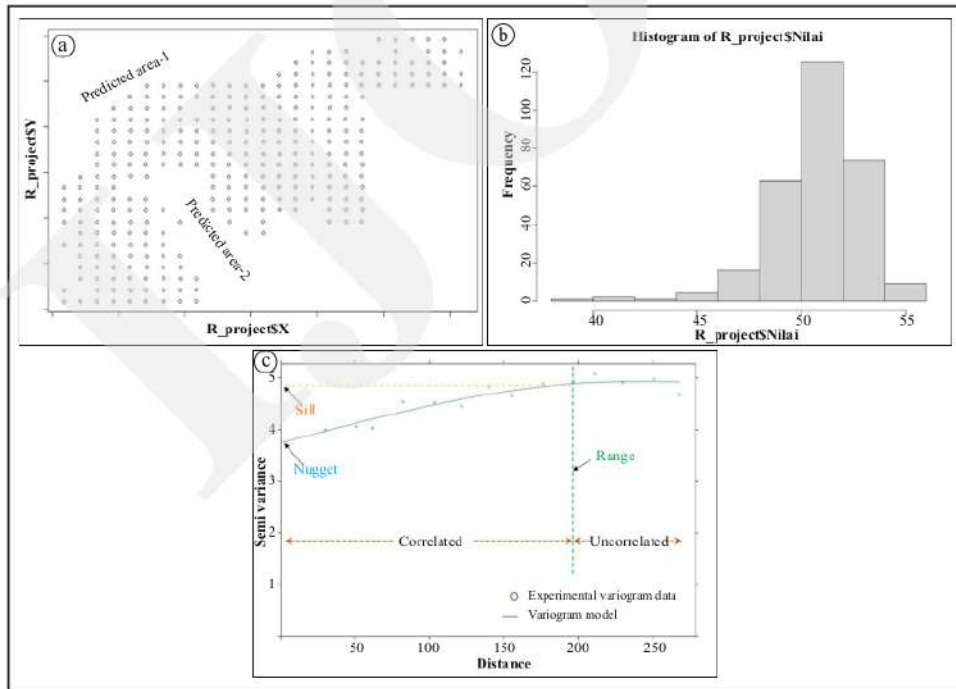 a
Predicted area-1
Predicted area-2
R_project$Y
R_project$X
b
Histogram of R_project$Nilai
Frequency
0
20
40
60
80
120
40
45
50
55
R_project$Nilai
c
5
4
3
2
1
Sill
Nugget
Range
Correlated
Uncorrelated
Experimental variogram data
Variogram model
Semi variance
50
100
150
200
250
Distance